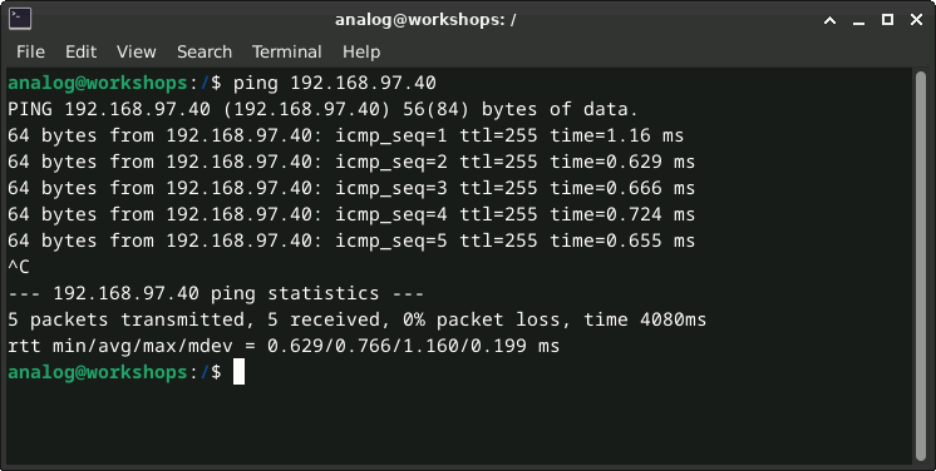 analog@workshops: /
File Edit View Search Terminal Help
analog@workshops:/$ ping 192.168.97.40
PING 192.168.97.40 (192.168.97.40) 56(84) bytes of data.
64 bytes from 192.168.97.40: icmp_seq=1 ttl=255 time=1.16 ms
64 bytes from 192.168.97.40: icmp_seq=2 ttl=255 time=0.629 ms
64 bytes from 192.168.97.40: icmp_seq=3 ttl=255 time=0.666 ms
64 bytes from 192.168.97.40: icmp_seq=4 ttl=255 time=0.724 ms
64 bytes from 192.168.97.40: icmp_seq=5 ttl=255 time=0.655 ms
^C
--- 192.168.97.40 ping statistics ---
5 packets transmitted, 5 received, 0% packet loss, time 4080ms
rtt min/avg/max/mdev = 0.629/0.766/1.160/0.199 ms
analog@workshops:/$